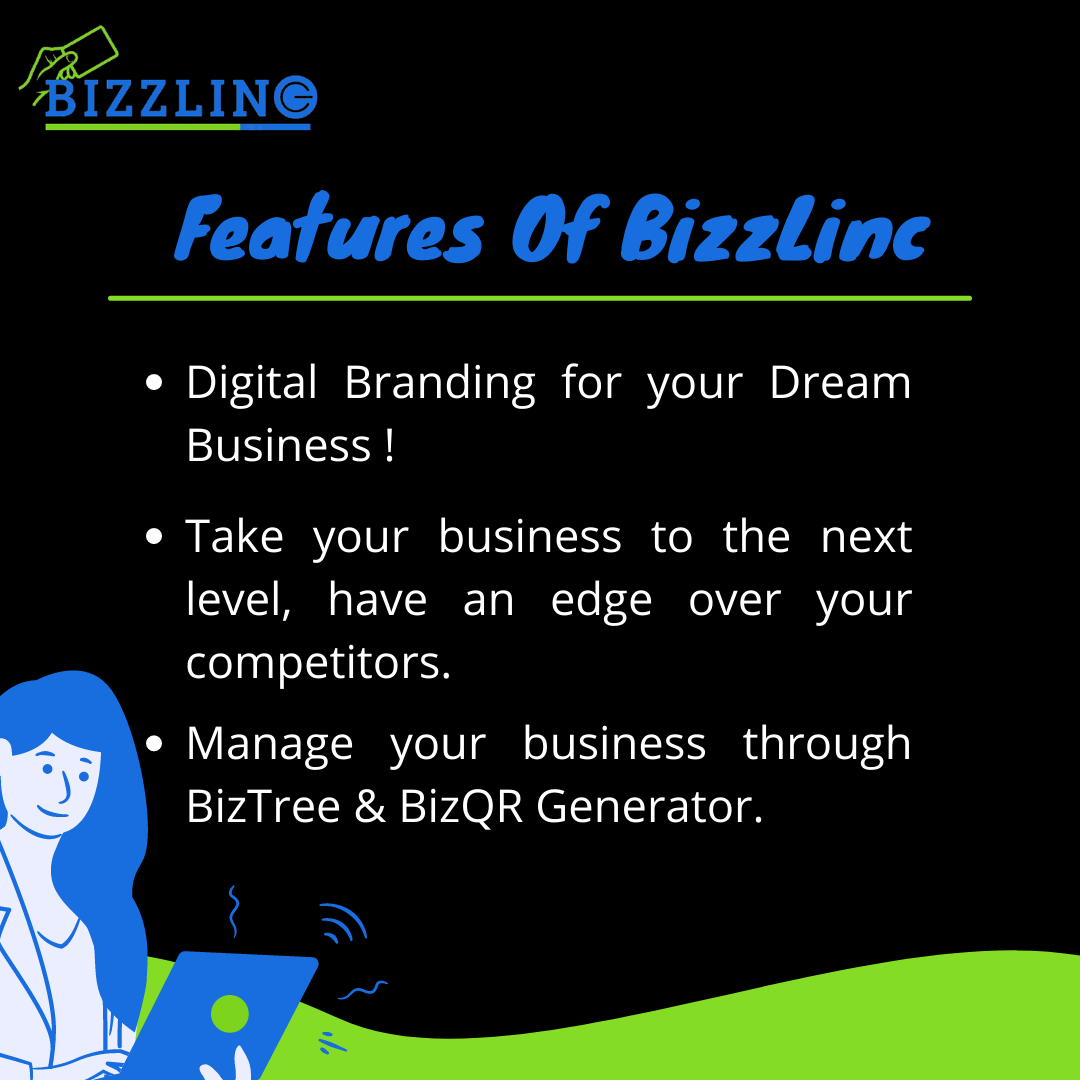 BIZZLINC
Features Of BizzLinc
• Digital Branding for your Dream
Business !
• Take your business to the next
level, have an edge over your
competitors.
• Manage your business through
BizTree & BizQR Generator.